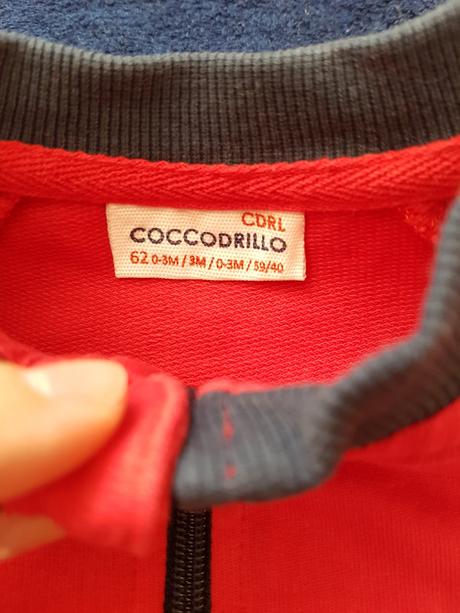 CDRL
COCCODRILLO
62 0-3M / 3M / 0-3M / 59/40